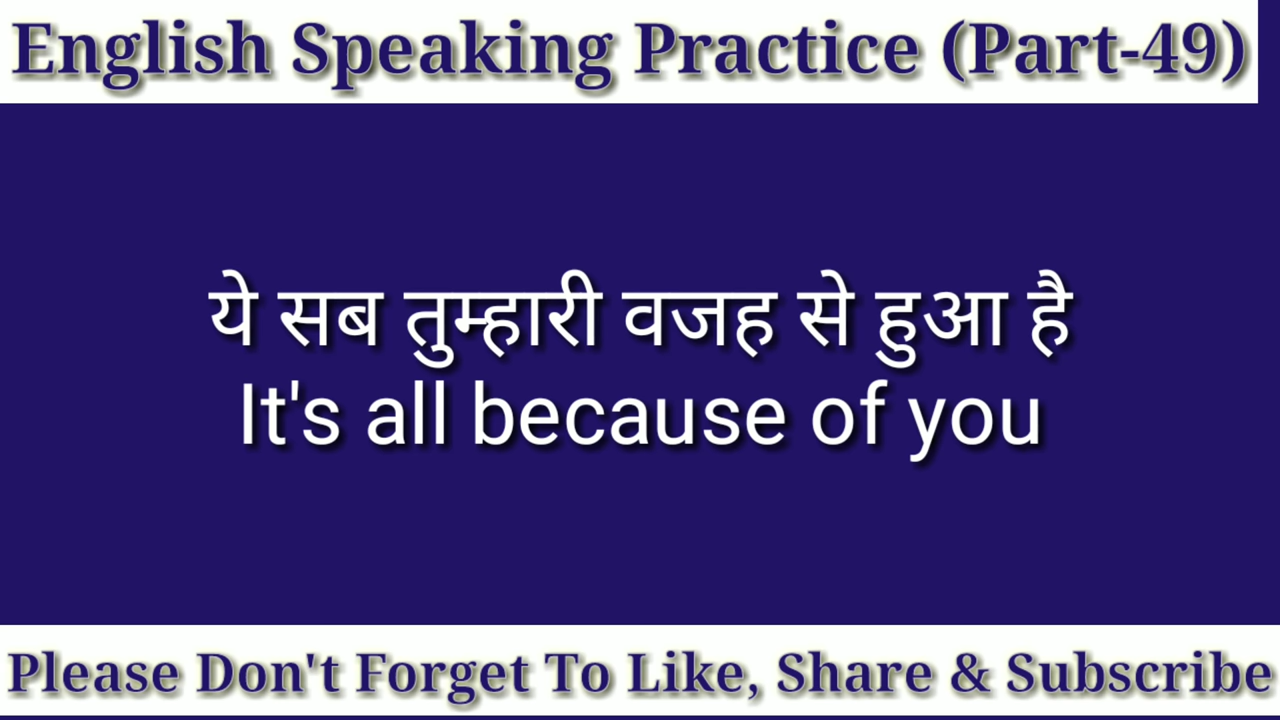 English Speaking Practice (Part-49)
ये सब तुम्हारी वजह से हुआ है
It's all because of you
Please Don't Forget To Like, Share & Subscribe